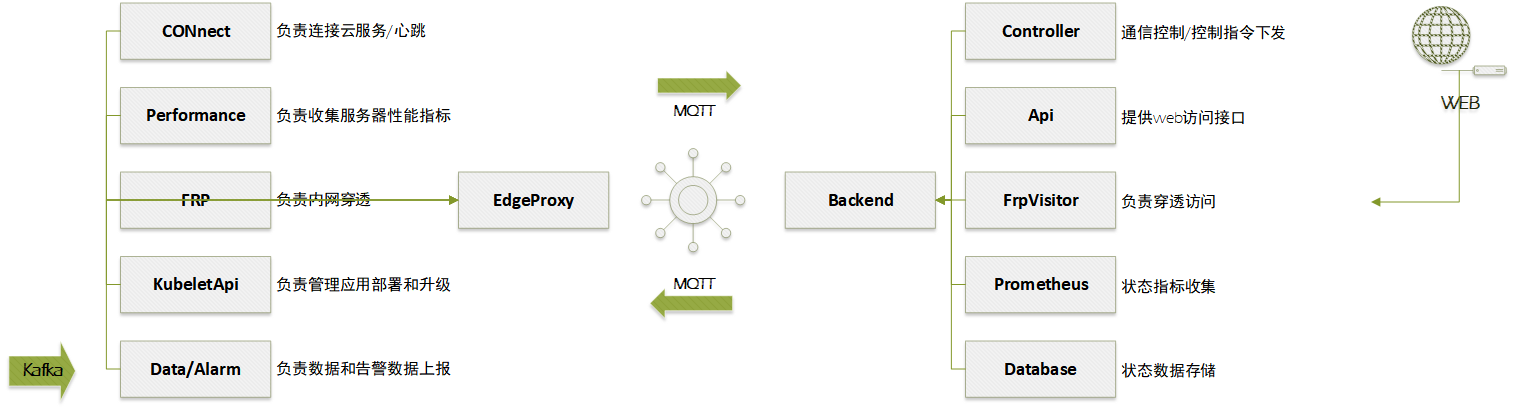 CONnect
负责连接云服务/心跳
Performance
负责收集服务器性能指标
FRP
负责内网穿透
KubeletApi
负责管理应用部署和升级
Data/Alarm
负责数据和告警数据上报
Kafka
EdgeProxy
MQTT
MQTT
Backend
Controller
通信控制/控制指令下发
Api
提供web访问接口
FrpVisitor
负责穿透访问
Prometheus
状态指标收集
Database
状态数据存储
WEB